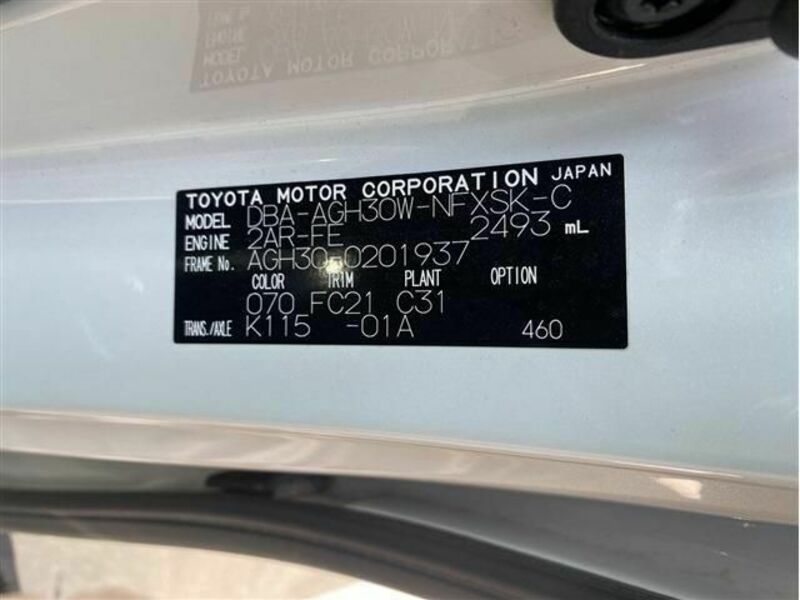 TOYOTA MOTOR CORPORATION JAPAN
MODEL DBA-AGH30W-NFXSK-C
ENGINE 2AR-FE 2493 mL
FRAME No. AGH30-0201937
COLOR TRIM PLANT OPTION
070 FC21 C31
TRANS./AXLE K115 -01A 460